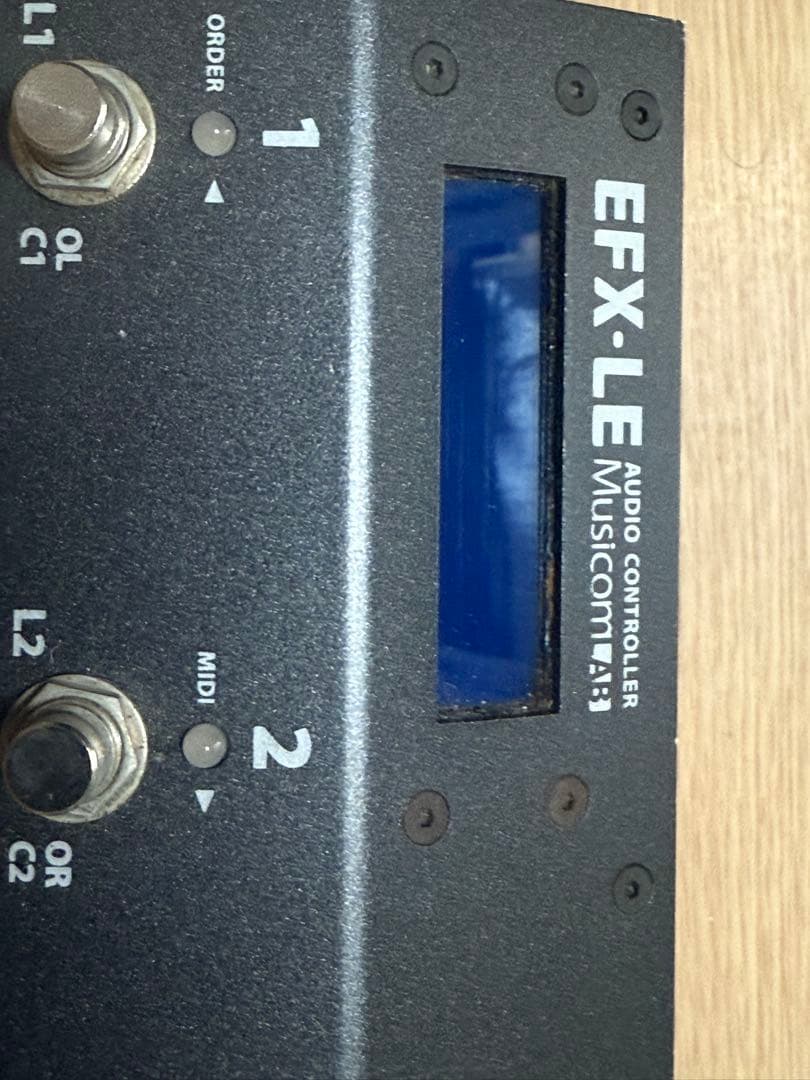 EFX·LE AUDIO CONTROLLER
MusicomLAB
1
ORDER
◀
L1
OL
C1
2
MIDI
▶
L2
OR
C2